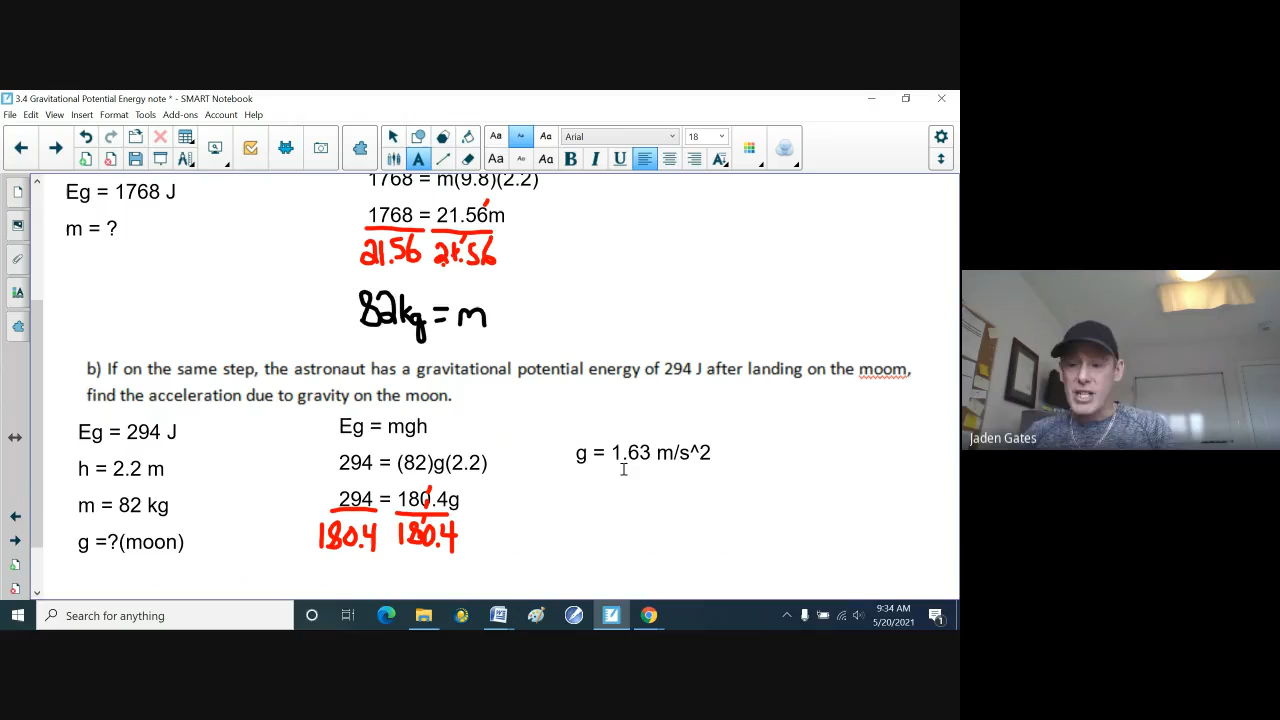 3.4 Gravitational Potential Energy note * - SMART Notebook
File Edit View Insert Format Tools Add-ons Account Help
Arial 18
Eg = 1768 J
1768 = m(9.8)(2.2)
m = ?
1768 = 21.56m
21.56 21.56
82kg = m
b) If on the same step, the astronaut has a gravitational potential energy of 294 J after landing on the moom,
find the acceleration due to gravity on the moon.
Eg = 294 J
Eg = mgh
h = 2.2 m
294 = (82)g(2.2)
g = 1.63 m/s^2
m = 82 kg
294 = 180.4g
180.4 180.4
g =?(moon)
Jaden Gates
Search for anything
9:34 AM
5/20/2021